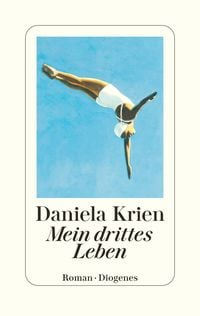 Daniela Krien
Mein drittes
Leben
Roman · Diogenes